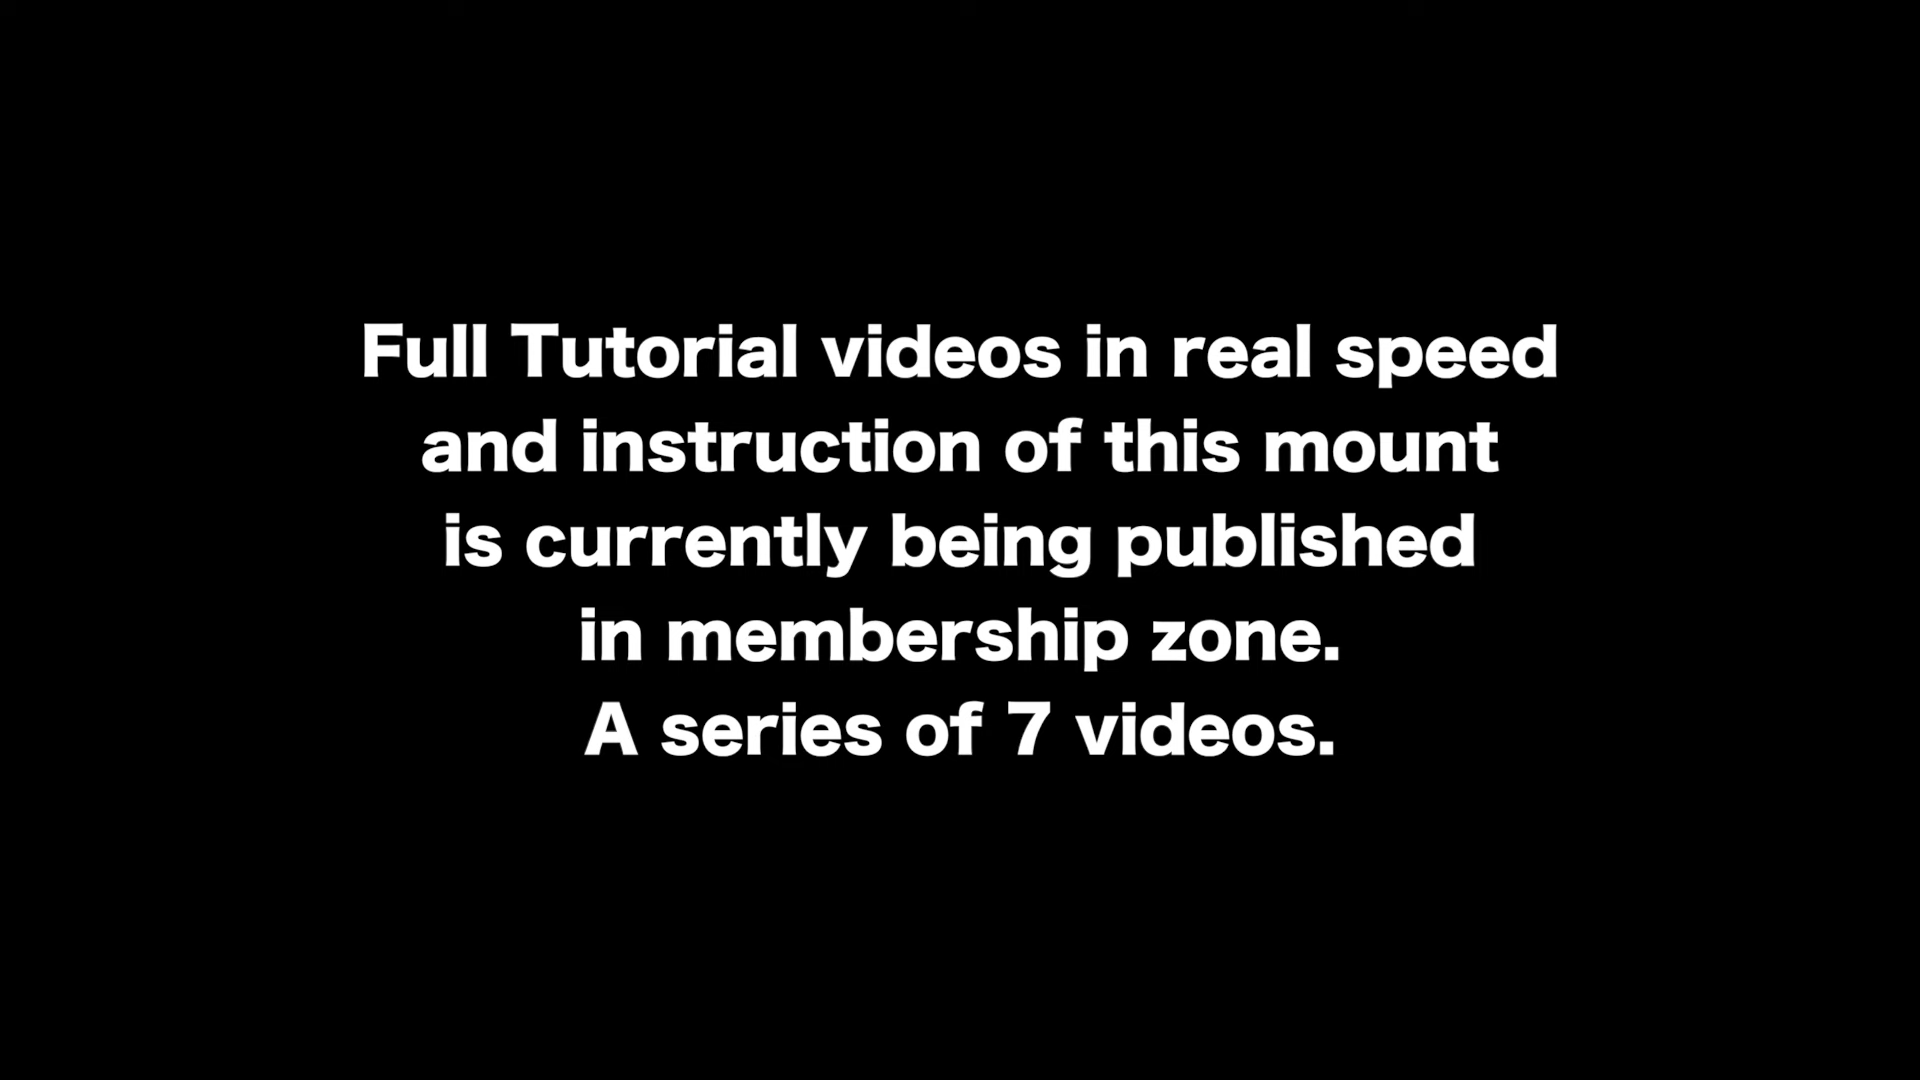 Full Tutorial videos in real speed
and instruction of this mount
is currently being published
in membership zone.
A series of 7 videos.